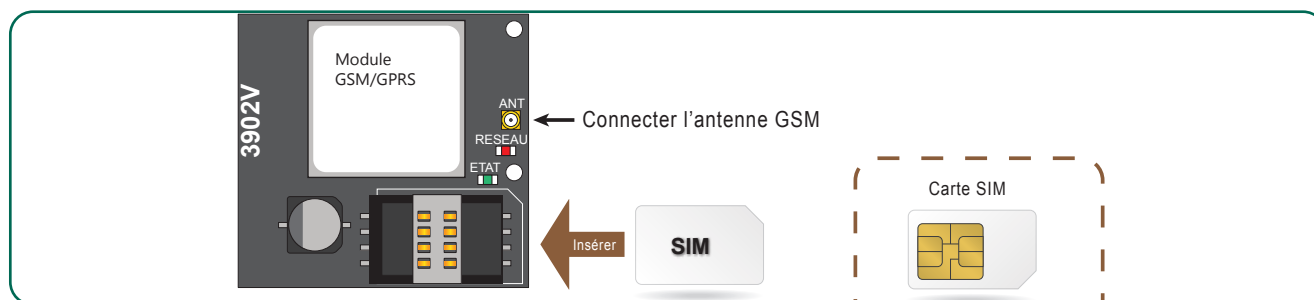 Module
GSM/GPRS
3902V
ANT
Connecter l’antenne GSM
RESEAU
ETAT
Carte SIM
Insérer
SIM